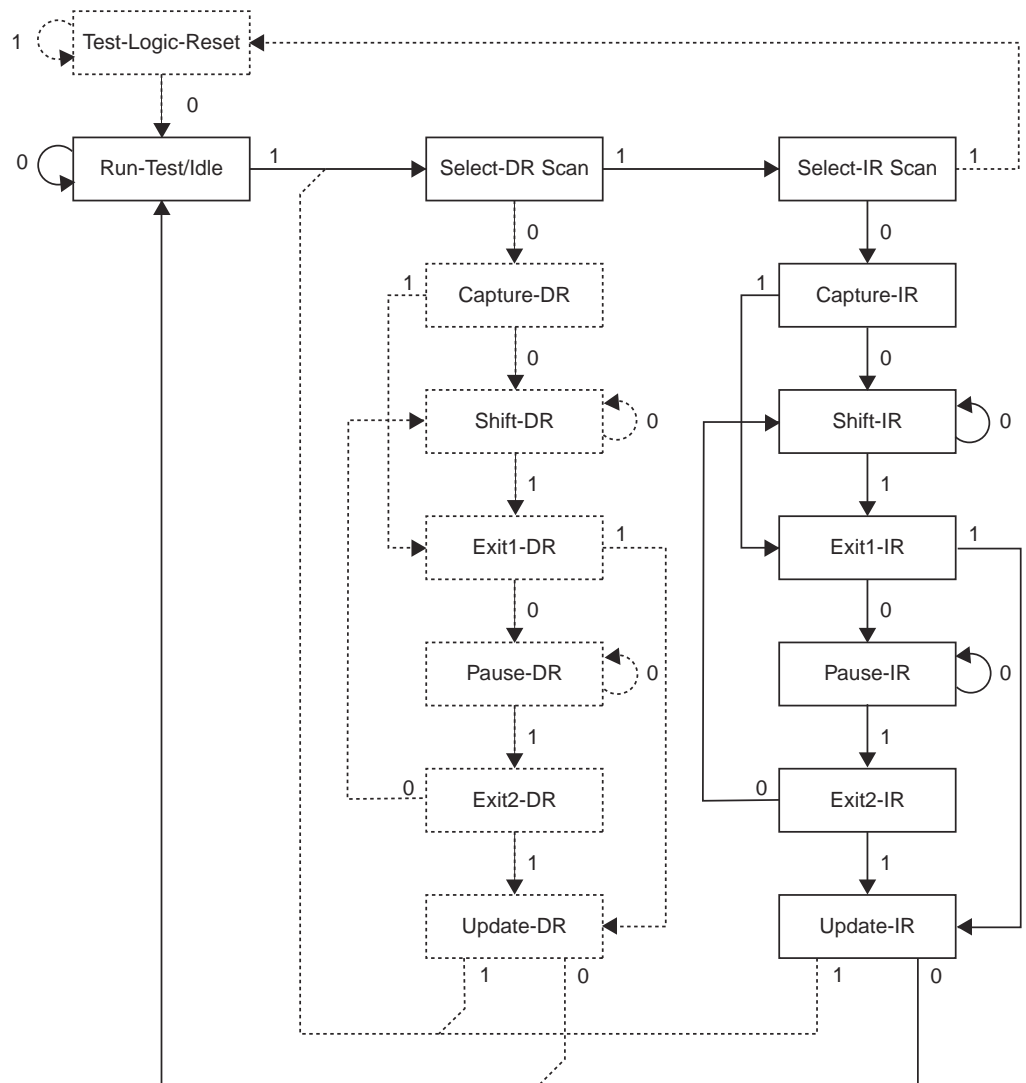 1
Test-Logic-Reset
0
0
Run-Test/Idle
1
Select-DR Scan
1
Select-IR Scan
1
0
0
1
Capture-DR
1
Capture-IR
0
0
Shift-DR
0
Shift-IR
0
1
1
Exit1-DR
1
Exit1-IR
1
0
0
Pause-DR
0
Pause-IR
0
1
1
0
Exit2-DR
0
Exit2-IR
1
1
Update-DR
Update-IR
1
0
1
0